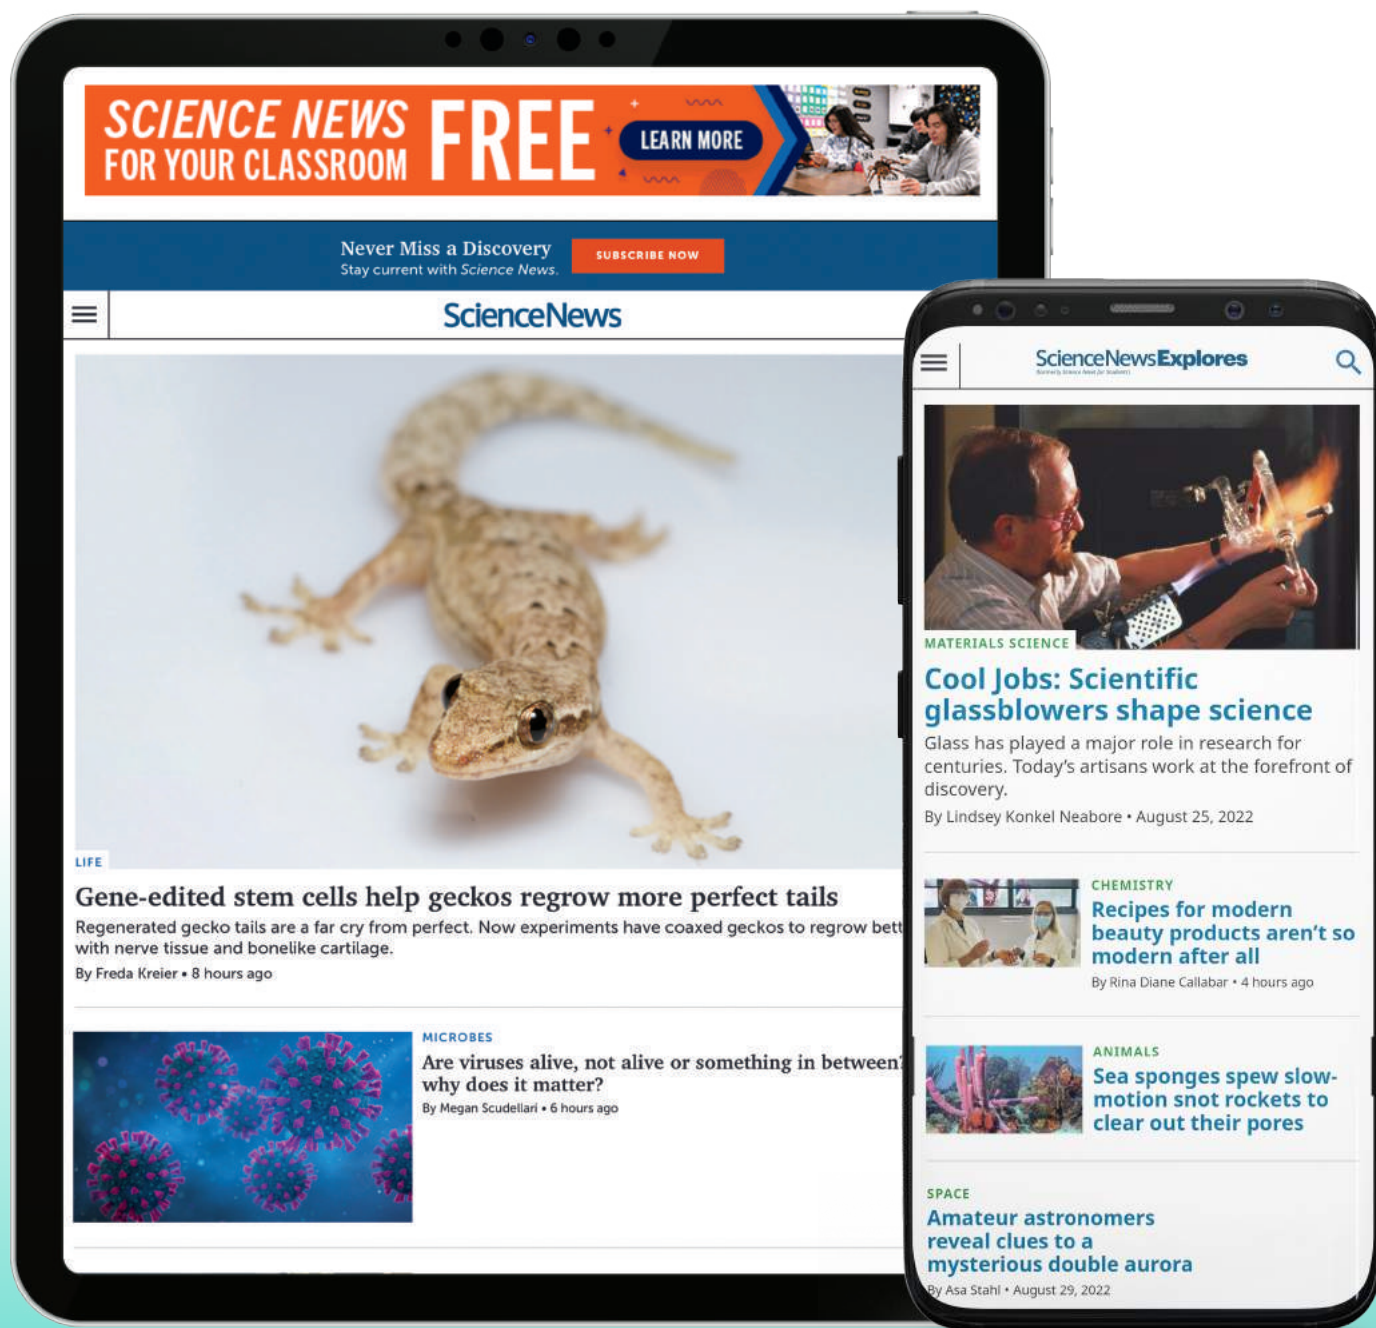 SCIENCE NEWS
FOR YOUR CLASSROOM
FREE
LEARN MORE
Never Miss a Discovery
Stay current with Science News.
SUBSCRIBE NOW
ScienceNews
LIFE
Gene-edited stem cells help geckos regrow more perfect tails
Regenerated gecko tails are a far cry from perfect. Now experiments have coaxed geckos to regrow bett
with nerve tissue and bonelike cartilage.
By Freda Kreier • 8 hours ago
MICROBES
Are viruses alive, not alive or something in between?
why does it matter?
By Megan Scudellari • 6 hours ago
ScienceNewsExplores
(formerly Science News for Students)
MATERIALS SCIENCE
Cool Jobs: Scientific
glassblowers shape science
Glass has played a major role in research for
centuries. Today's artisans work at the forefront of
discovery.
By Lindsey Konkel Neabore • August 25, 2022
CHEMISTRY
Recipes for modern
beauty products aren't so
modern after all
By Rina Diane Callabar • 4 hours ago
ANIMALS
Sea sponges spew slow-
motion snot rockets to
clear out their pores
SPACE
Amateur astronomers
reveal clues to a
mysterious double aurora
By Asa Stahl • August 29, 2022